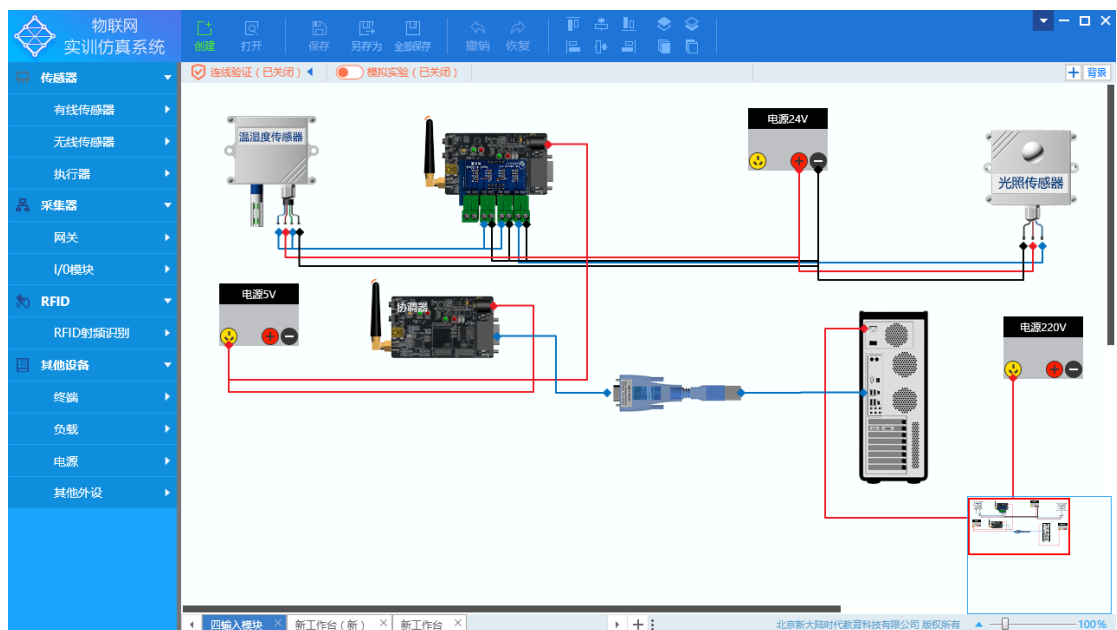 物联网
实训仿真系统
创建 打开 保存 另存为 全部保存 撤销 恢复
连线验证（已关闭） 模拟实验（已关闭） 背景
传感器
有线传感器
无线传感器
执行器
采集器
网关
I/O模块
RFID
RFID射频识别
其他设备
终端
负载
电源
其他外设
温湿度传感器
电源24V
光照传感器
电源5V
协调器
电源220V
四输入模块 新工作台（新） 新工作台
北京新大陆时代教育科技有限公司 版权所有 100%